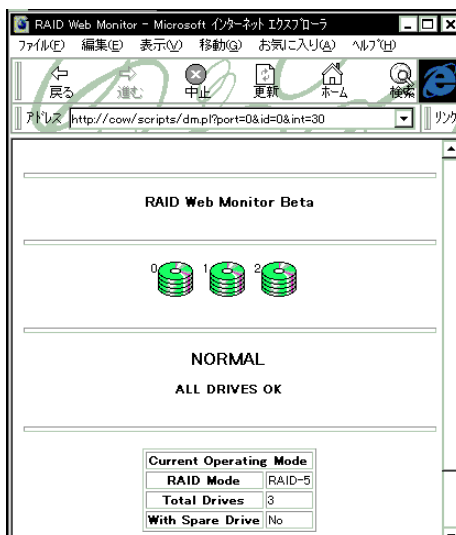 RAID Web Monitor - Microsoft インターネット エクスプローラ
ファイル(F) 編集(E) 表示(V) 移動(G) お気に入り(A) ヘルプ(H)
戻る 進む 中止 更新 ホーム 検索
アドレス http://cow/scripts/dm.pl?port=0&id=0&int=30 リンク
RAID Web Monitor Beta
0 1 2
NORMAL
ALL DRIVES OK
Current Operating Mode
RAID Mode RAID-5
Total Drives 3
With Spare Drive No